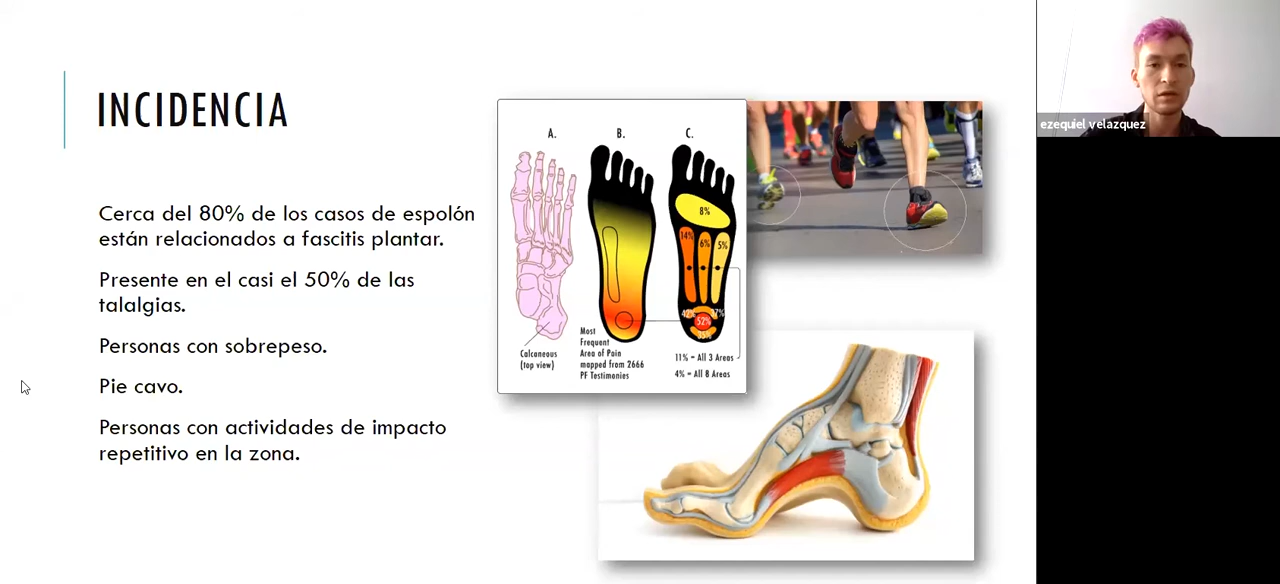 INCIDENCIA
Cerca del 80% de los casos de espolón
están relacionados a fascitis plantar.
Presente en el casi el 50% de las
talalgias.
Personas con sobrepeso.
Pie cavo.
Personas con actividades de impacto
repetitivo en la zona.
A.
B.
C.
8%
14%
6%
5%
42%
52%
Calcaneous
(top view)
Most
Frequent
Area of Pain
mapped from 2666
PF Testimonies
11% = All 3 Areas
4% = All 8 Areas
ezequiel velazquez